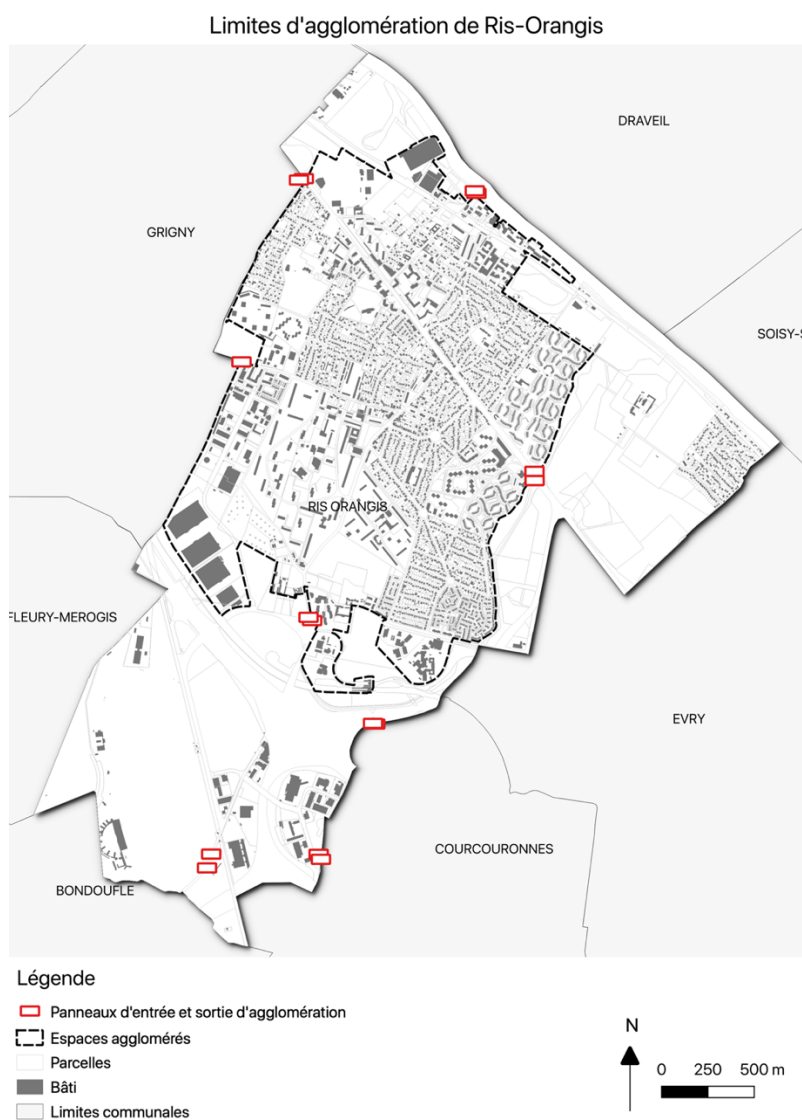 Limites d'agglomération de Ris-Orangis
DRAVEIL
GRIGNY
SOISY-S
RIS ORANGIS
FLEURY-MEROGIS
EVRY
COURCOURONNES
BONDOUFLE
Légende
Panneaux d'entrée et sortie d'agglomération
Espaces agglomérés
Parcelles
Bâti
Limites communales
N
0 250 500 m